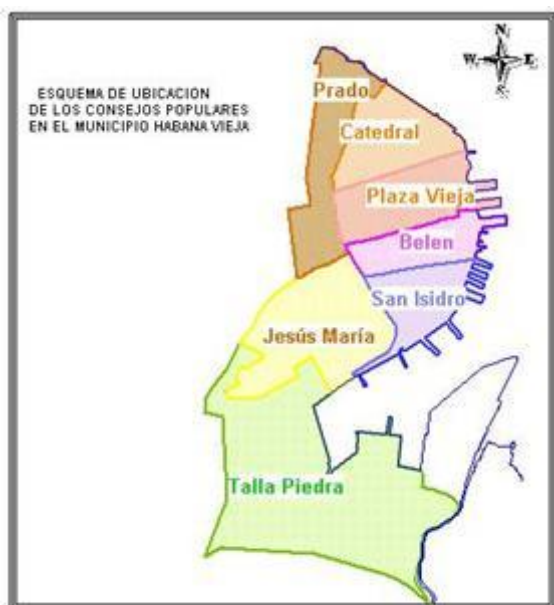 ESQUEMA DE UBICACION
DE LOS CONSEJOS POPULARES
EN EL MUNICIPIO HABANA VIEJA
N
W E
S
Prado
Catedral
Plaza Vieja
Belen
San Isidro
Jesús María
Talla Piedra